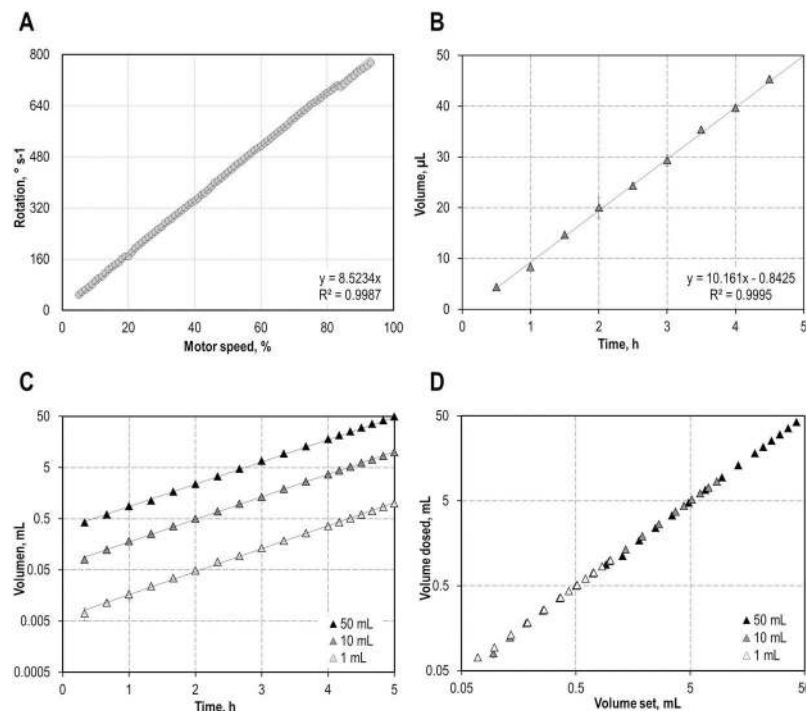 A
800
640
480
320
160
0
Rotation, ° s-1
0 20 40 60 80 100
Motor speed, %
y = 8.5234x
R² = 0.9987
B
50
40
30
20
10
0
Volume, µL
0 1 2 3 4 5
Time, h
y = 10.161x - 0.8425
R² = 0.9995
C
50
5
0.5
0.05
0.005
0.0005
Volumen, mL
0 1 2 3 4 5
Time, h
50 mL
10 mL
1 mL
D
50
5
0.5
0.05
Volume dosed, mL
0.05 0.5 5 50
Volume set, mL
50 mL
10 mL
1 mL